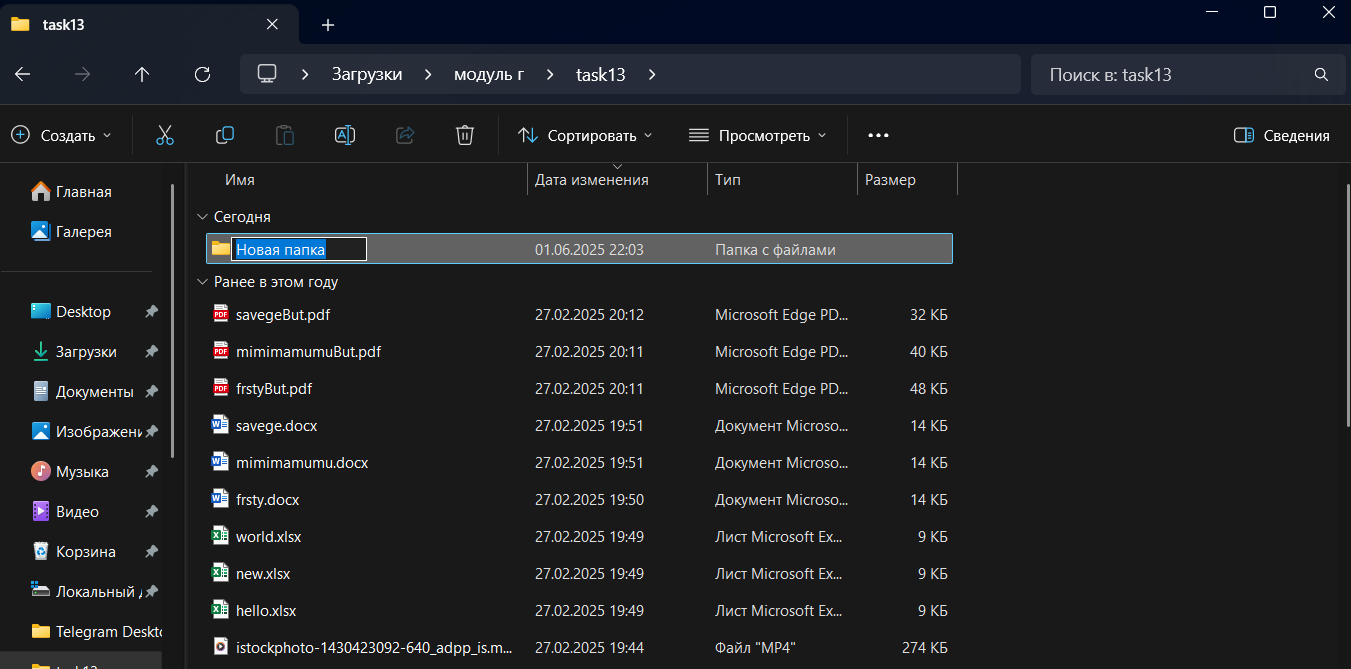 task13
Загрузки
модуль г
task13
Поиск в: task13
Создать
Сортировать
Просмотреть
Сведения
Главная
Галерея
Desktop
Загрузки
Документы
Изображени
Музыка
Видео
Корзина
Локальный
Telegram Deskto
task13
Имя Дата изменения Тип Размер
Сегодня
Новая папка 01.06.2025 22:03 Папка с файлами
Ранее в этом году
PDF savegeBut.pdf 27.02.2025 20:12 Microsoft Edge PD... 32 КБ
PDF mimimamumuBut.pdf 27.02.2025 20:11 Microsoft Edge PD... 40 КБ
PDF frstyBut.pdf 27.02.2025 20:11 Microsoft Edge PD... 48 КБ
savege.docx 27.02.2025 19:51 Документ Microso... 14 КБ
mimimamumu.docx 27.02.2025 19:51 Документ Microso... 14 КБ
frsty.docx 27.02.2025 19:50 Документ Microso... 14 КБ
world.xlsx 27.02.2025 19:49 Лист Microsoft Ex... 9 КБ
new.xlsx 27.02.2025 19:49 Лист Microsoft Ex... 9 КБ
hello.xlsx 27.02.2025 19:49 Лист Microsoft Ex... 9 КБ
istockphoto-1430423092-640_adpp_is.m... 27.02.2025 19:44 Файл "MP4" 274 КБ